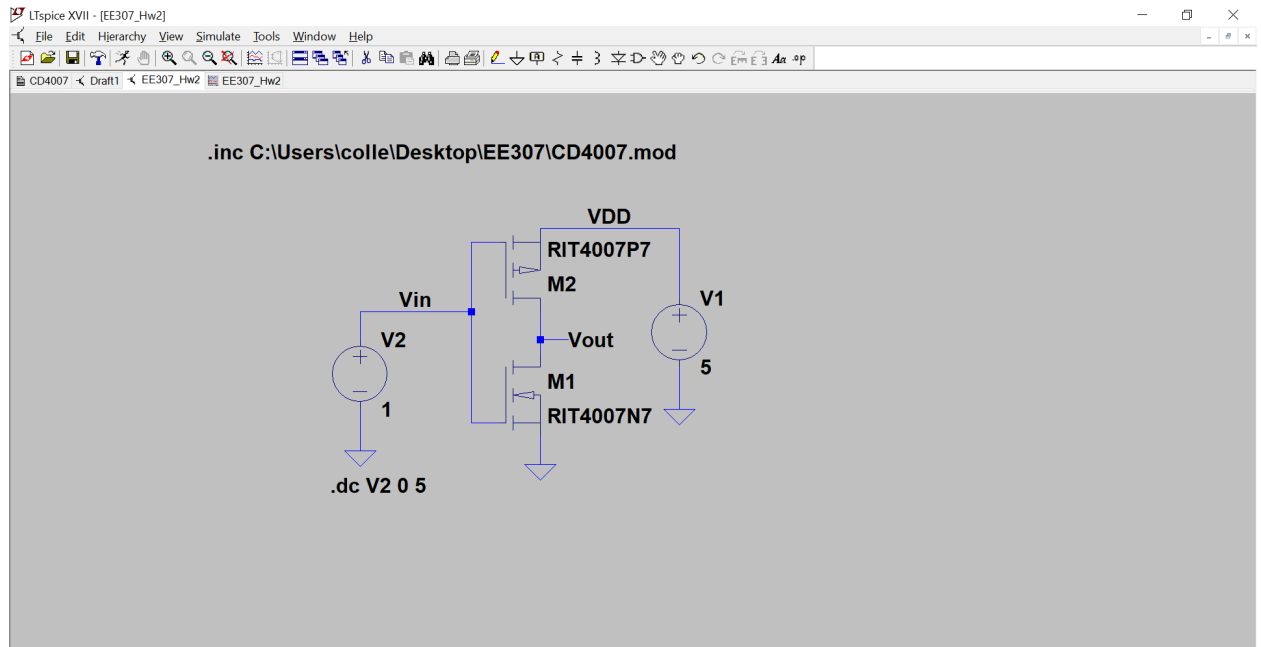 LTspice XVII - [EE307_Hw2]
File Edit Hierarchy View Simulate Tools Window Help
CD4007 Draft1 EE307_Hw2 EE307_Hw2
.inc C:\Users\colle\Desktop\EE307\CD4007.mod
VDD
RIT4007P7
M2
Vin
V1
V2
Vout
5
M1
1
RIT4007N7
.dc V2 0 5